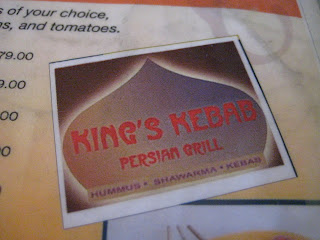 s of your choice,
ns, and tomatoes.
79.00
9.00
.00
00
0
KING'S KEBAB
PERSIAN GRILL
HUMMUS • SHAWARMA • KEBAB